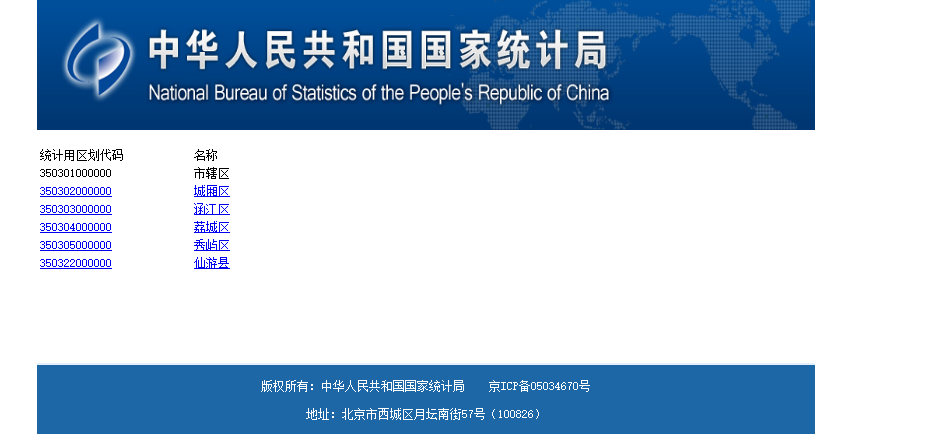 中华人民共和国国家统计局
National Bureau of Statistics of the People's Republic of China
统计用区划代码 名称
350301000000 市辖区
350302000000 城厢区
350303000000 涵江区
350304000000 荔城区
350305000000 秀屿区
350322000000 仙游县
版权所有：中华人民共和国国家统计局 京ICP备05034670号
地址：北京市西城区月坛南街57号（100826）